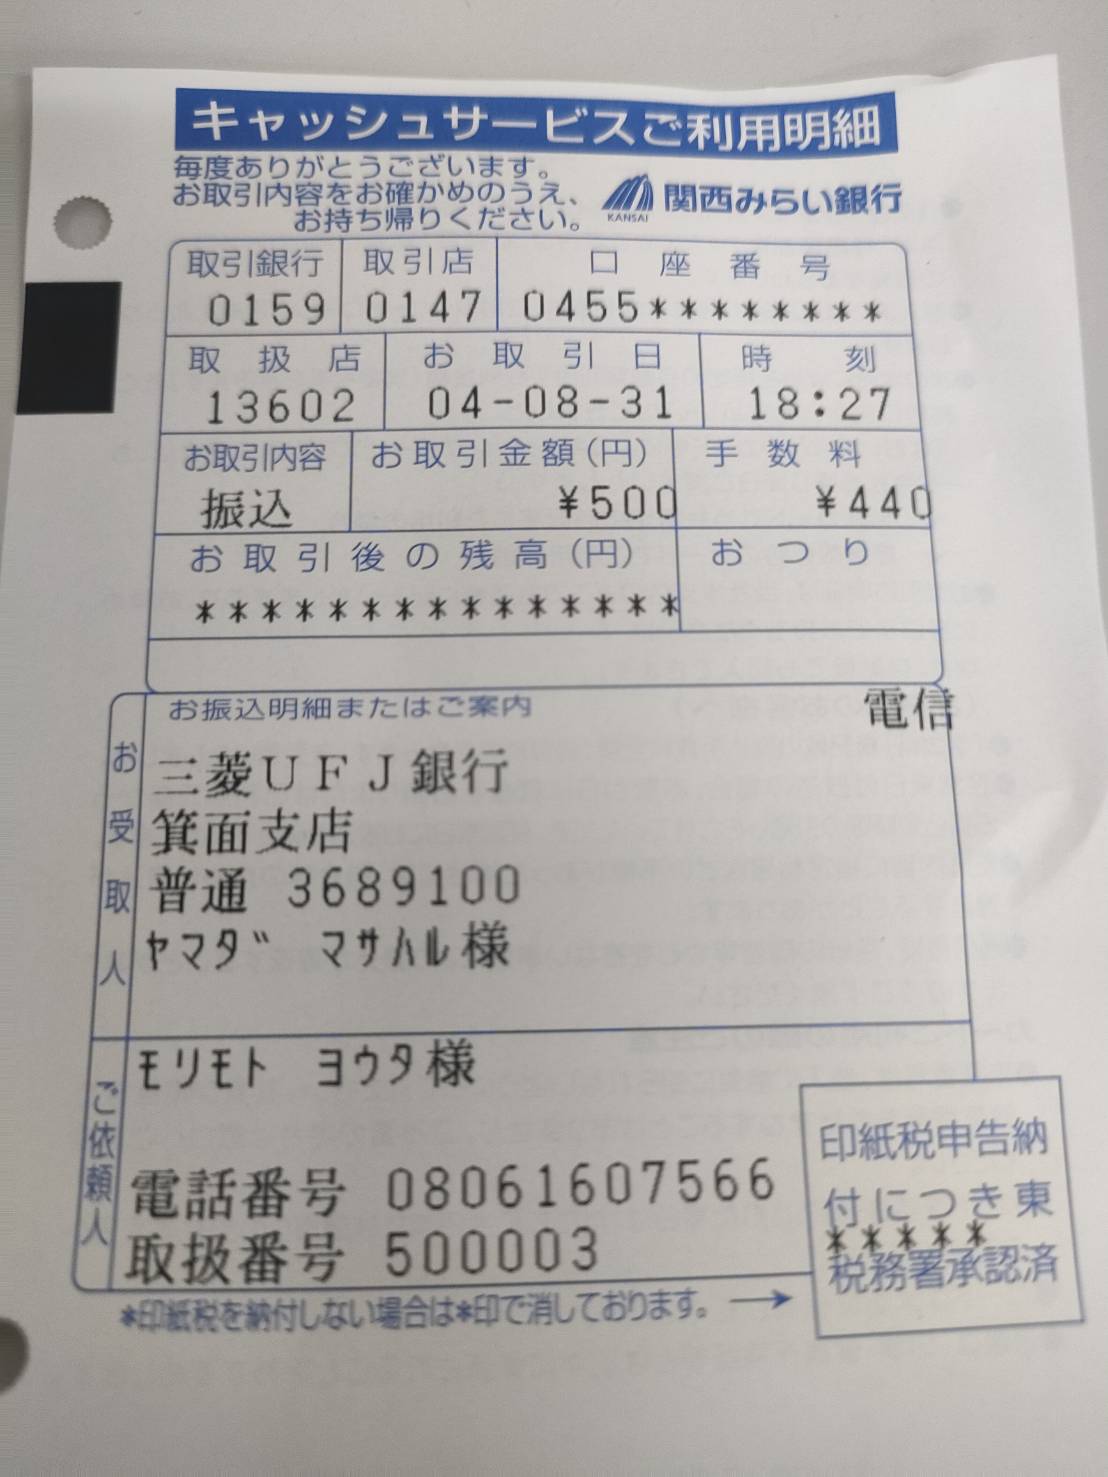 キャッシュサービスご利用明細
毎度ありがとうございます。
お取引内容をお確かめのうえ、
お持ち帰りください。
KANSAI
関西みらい銀行
取引銀行 取引店 口座番号
0159 0147 0455********
取扱店 お取引日 時刻
13602 04-08-31 18:27
お取引内容 お取引金額(円) 手数料
振込 ¥500 ¥440
お取引後の残高(円) おつり
***************
お振込明細またはご案内 電信
お受取人
三菱UFJ銀行
箕面支店
普通 3689100
ヤマダ マサハル様
ご依頼人
モリモト ヨウタ様
電話番号 08061607566
取扱番号 500003
印紙税申告納
付につき東
*****
税務署承認済
*印紙税を納付しない場合は*印で消しております。 →